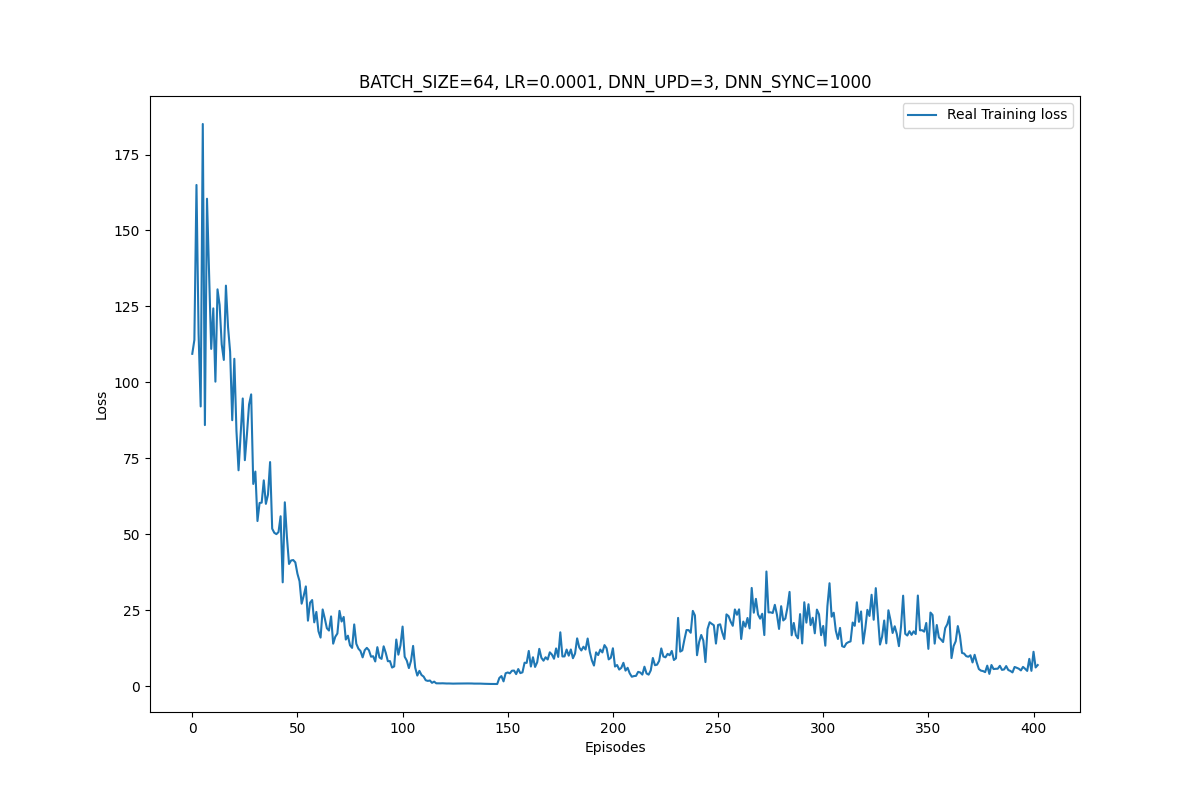 BATCH_SIZE=64, LR=0.0001, DNN_UPD=3, DNN_SYNC=1000
Real Training loss
175
150
125
100
75
50
25
0
Loss
0 50 100 150 200 250 300 350 400
Episodes